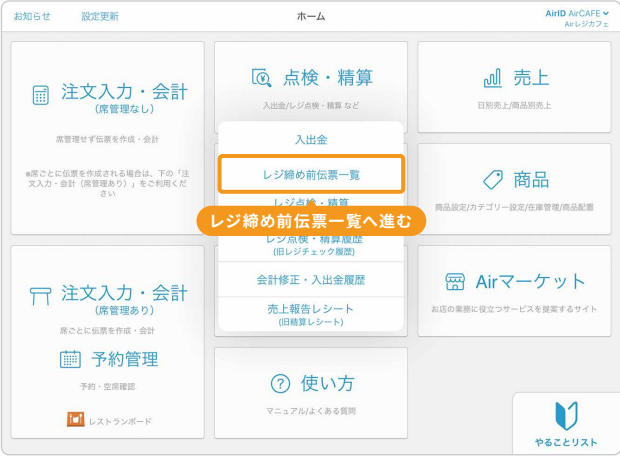 お知らせ
設定更新
ホーム
AirID AirCAFE
Airレジカフェ
注文入力・会計
(席管理なし)
席管理せず伝票を作成・会計
※席ごとに伝票を作成される場合は、下の「注
文入力・会計（席管理あり）」をご利用くだ
さい
点検・精算
入出金/レジ点検・精算 など
売上
日別売上/商品別売上
入出金
レジ締め前伝票一覧
レジ点検・精算
レジ締め前伝票一覧へ進む
レジ点検・精算履歴
(旧レジチェック履歴)
会計修正・入出金履歴
売上報告レシート
(旧精算レシート)
商品
商品設定/カテゴリー設定/在庫管理/商品配置
注文入力・会計
(席管理あり)
席ごとに伝票を作成・会計
予約管理
予約・空席確認
レストランボード
Airマーケット
お店の業務に役立つサービスを提案するサイト
使い方
マニュアル/よくある質問
やることリスト